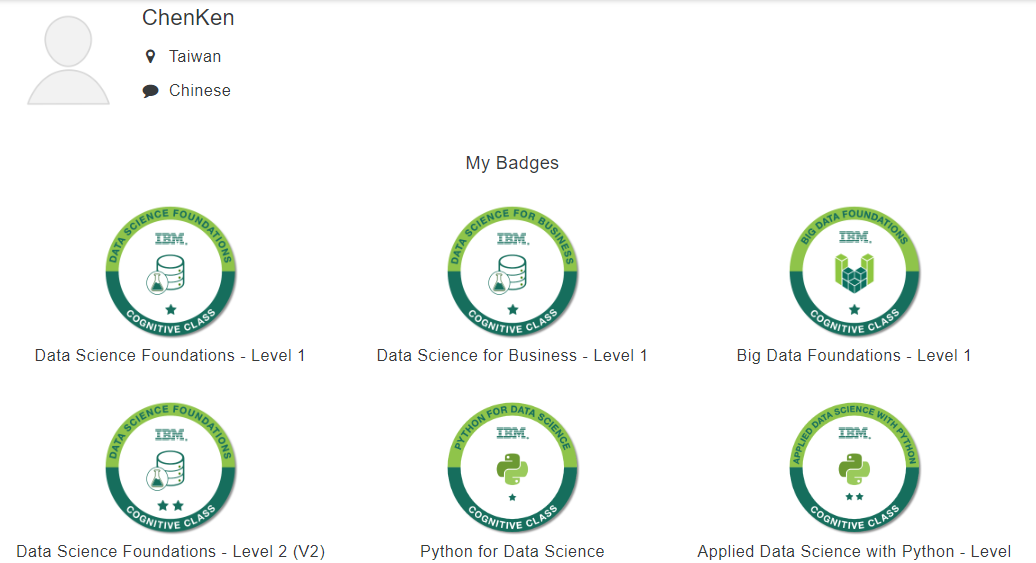 ChenKen
Taiwan
Chinese
My Badges
DATA SCIENCE FOUNDATIONS
IBM.
COGNITIVE CLASS
Data Science Foundations - Level 1
DATA SCIENCE FOR BUSINESS
IBM.
COGNITIVE CLASS
Data Science for Business - Level 1
BIG DATA FOUNDATIONS
IBM.
COGNITIVE CLASS
Big Data Foundations - Level 1
DATA SCIENCE FOUNDATIONS
IBM.
COGNITIVE CLASS
Data Science Foundations - Level 2 (V2)
PYTHON FOR DATA SCIENCE
IBM.
COGNITIVE CLASS
Python for Data Science
APPLIED DATA SCIENCE WITH PYTHON
IBM.
COGNITIVE CLASS
Applied Data Science with Python - Level